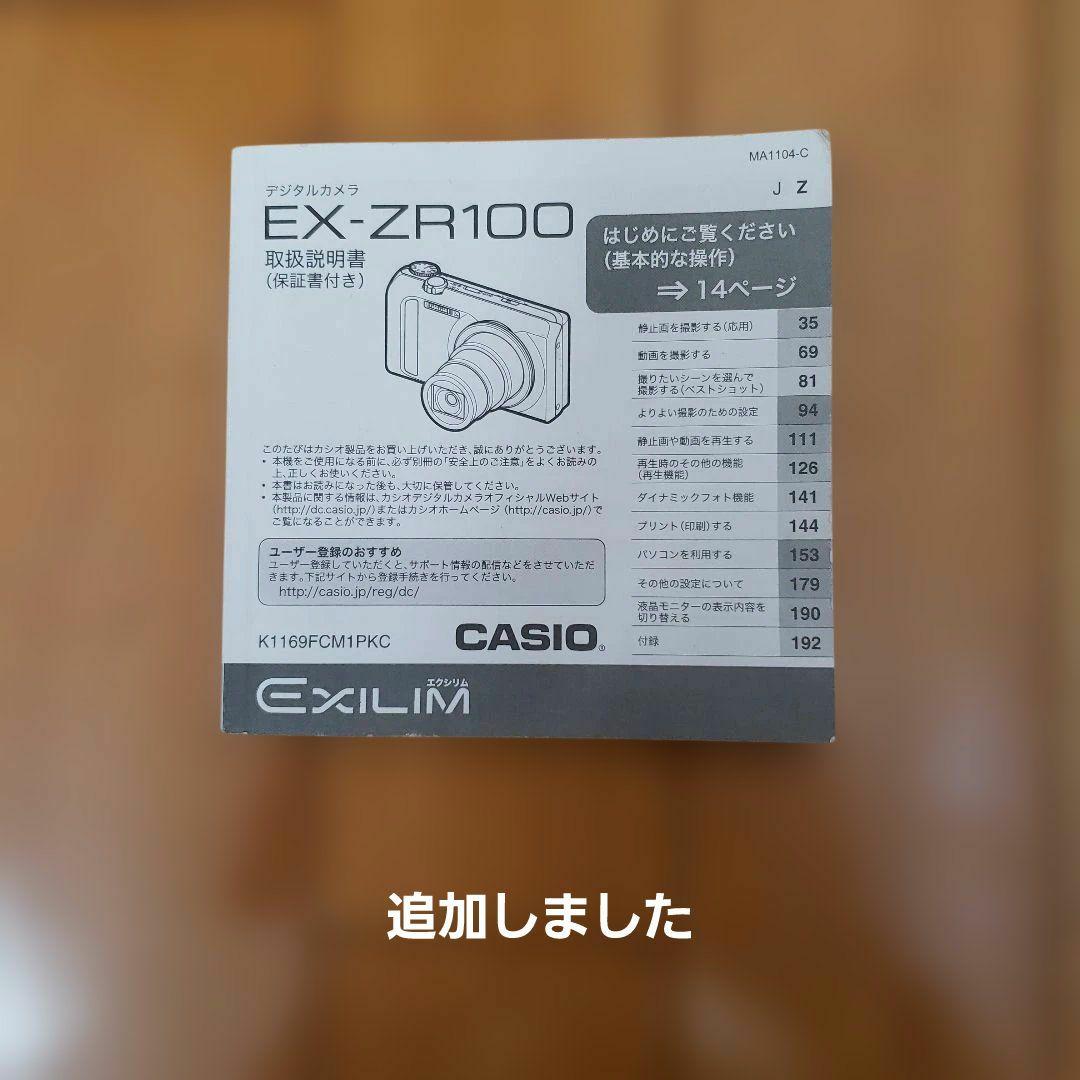 MA1104-C
J Z
デジタルカメラ
EX-ZR100
取扱説明書
(保証書付き)
はじめにご覧ください
(基本的な操作)
⇒ 14ページ
静止画を撮影する(応用) 35
動画を撮影する 69
撮りたいシーンを選んで
撮影する(ベストショット) 81
よりよい撮影のための設定 94
静止画や動画を再生する 111
再生時のその他の機能
(再生機能) 126
ダイナミックフォト機能 141
プリント(印刷)する 144
パソコンを利用する 153
その他の設定について 179
液晶モニターの表示内容を
切り替える 190
付録 192
このたびはカシオ製品をお買い上げいただき、誠にありがとうございます。
• 本機をご使用になる前に、必ず別冊の「安全上のご注意」をよくお読みの
上、正しくお使いください。
• 本書はお読みになった後も、大切に保管してください。
• 本製品に関する情報は、カシオデジタルカメラオフィシャルWebサイト
(http://dc.casio.jp/)またはカシオホームページ(http://casio.jp/)で
ご覧になることができます。
ユーザー登録のおすすめ
ユーザー登録していただくと、サポート情報の配信などをさせていただ
きます。下記サイトから登録手続きを行ってください。
http://casio.jp/reg/dc/
K1169FCM1PKC
CASIO®
エクシリム
EXILIM
追加しました